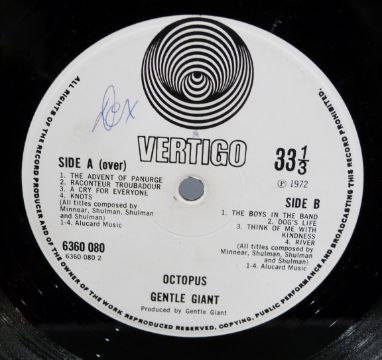 Rex
VERTIGO
SIDE A (over)
1. THE ADVENT OF PANURGE
2. RACONTEUR TROUBADOUR
3. A CRY FOR EVERYONE
4. KNOTS
(All titles composed by
Minnear, Shulman, Shulman
and Shulman)
1-4. Alucard Music
6360 080
6360 080 2
33 1/3
Ⓟ 1972
SIDE B
1. THE BOYS IN THE BAND
2. DOG'S LIFE
3. THINK OF ME WITH
KINDNESS
4. RIVER
(All titles composed by
Minnear, Shulman, Shulman
and Shulman)
1-4. Alucard Music
OCTOPUS
GENTLE GIANT
Produced by Gentle Giant
ALL RIGHTS OF THE RECORD PRODUCER AND OF THE OWNER OF THE WORK REPRODUCED RESERVED. COPYING, PUBLIC PERFORMANCE AND BROADCASTING THIS RECORD PROHIBITED.